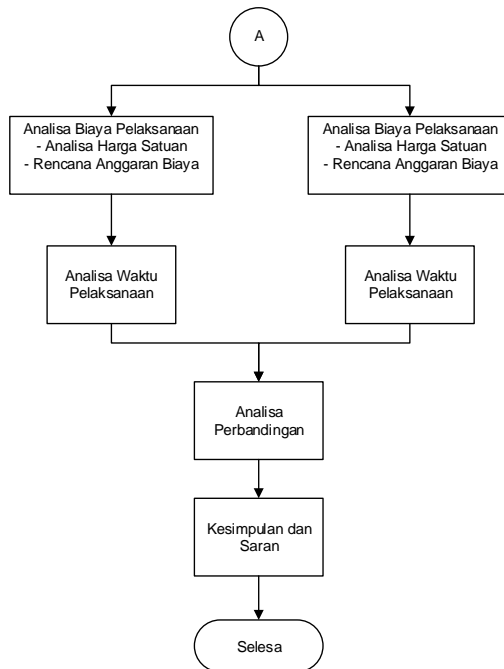 A
Analisa Biaya Pelaksanaan
- Analisa Harga Satuan
- Rencana Anggaran Biaya
Analisa Biaya Pelaksanaan
- Analisa Harga Satuan
- Rencana Anggaran Biaya
Analisa Waktu
Pelaksanaan
Analisa Waktu
Pelaksanaan
Analisa
Perbandingan
Kesimpulan dan
Saran
Selesa